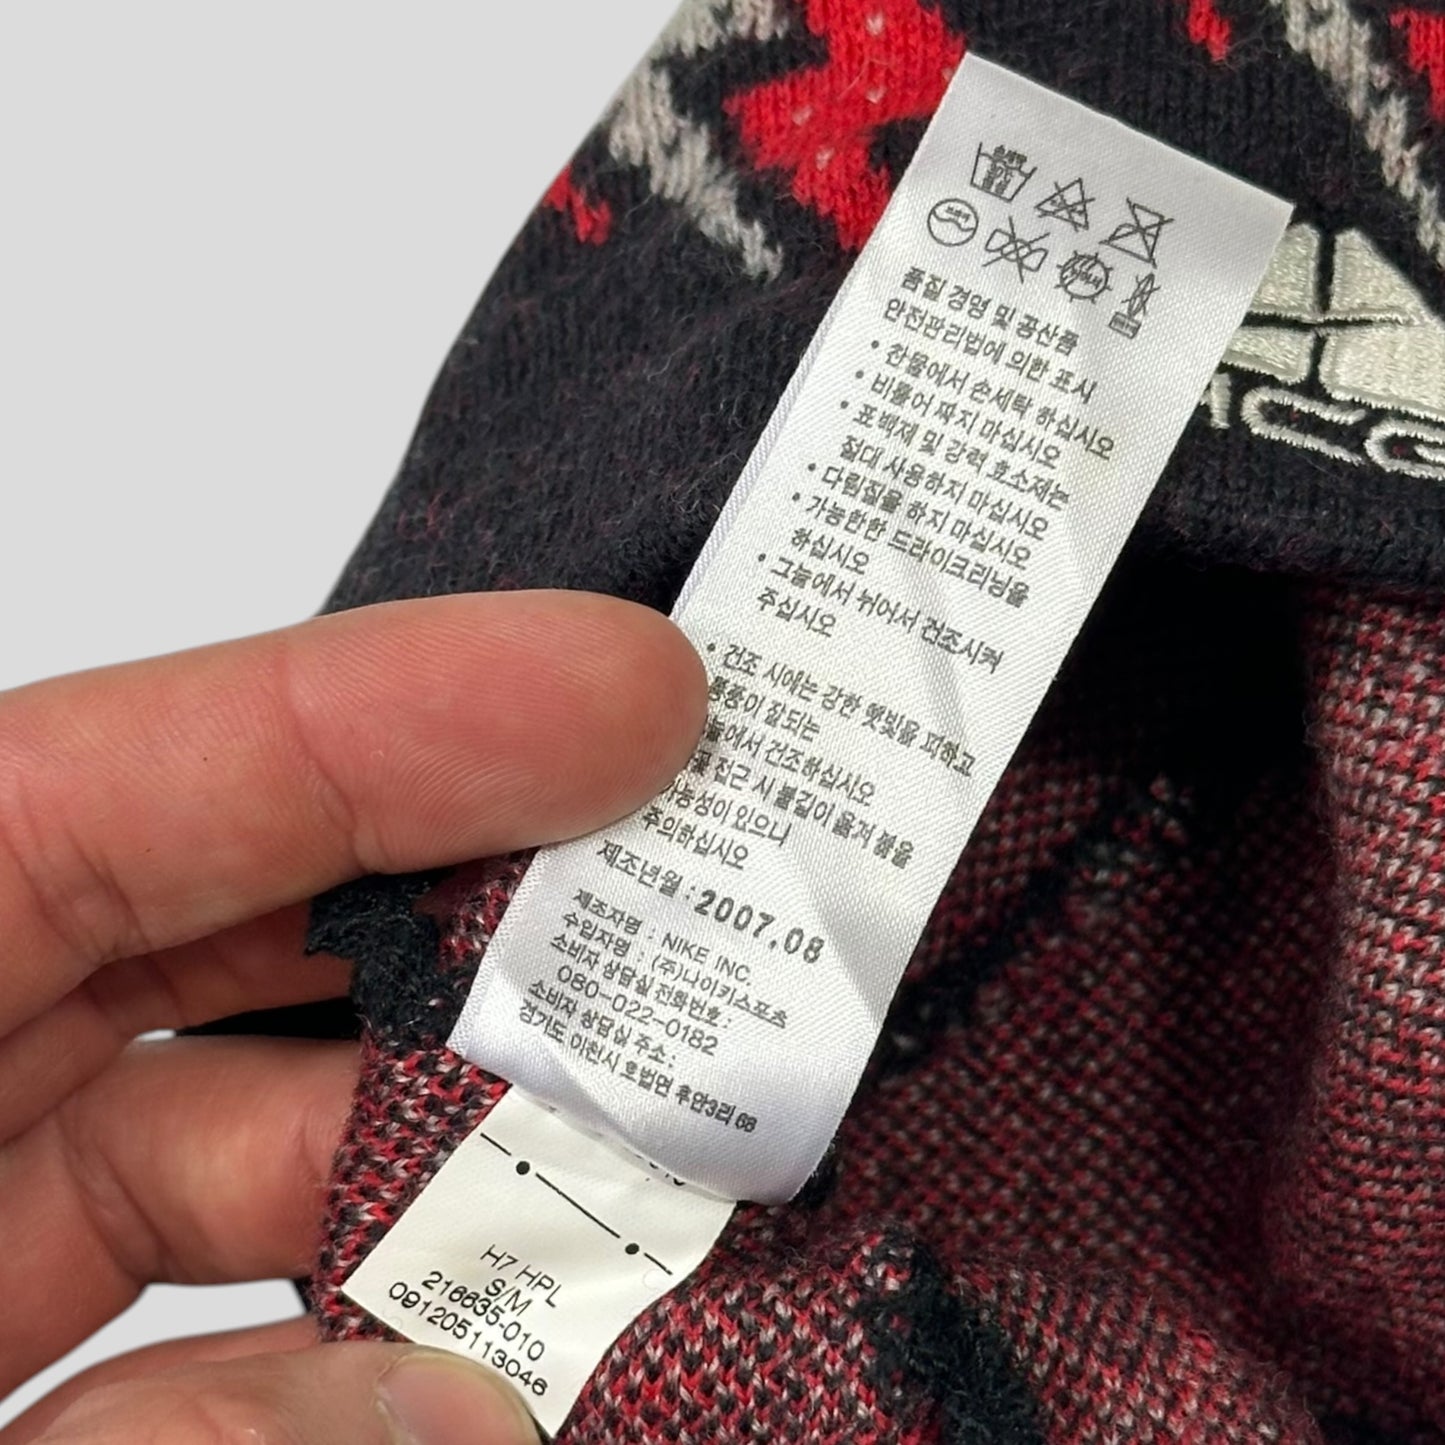 품질 경영 및 공산품
안전관리법에 의한 표시
• 찬물에서 손세탁 하십시오
• 비틀어 짜지 마십시오
• 표백제 및 강력 효소제는
절대 사용하지 마십시오
• 다림질을 하지 마십시오
• 가능한한 드라이크리닝을
하십시오
• 그늘에서 뉘어서 건조시켜
주십시오
• 건조 시에는 강한 햇빛을 피하고
통풍이 잘되는
건조하십시오
접근 시 불길이 옮겨 붙을
가능성이 있으니
주의하십시오
제조년월 : 2007.08
제조자명 : NIKE INC.
수입자명 : (주)나이키스포츠
소비자 상담실 전화번호:
080-022-0182
소비자 상담실 주소:
경기도 이천시 호법면 후안3리 68
H7 HPL
S/M
216635-010
091205113046